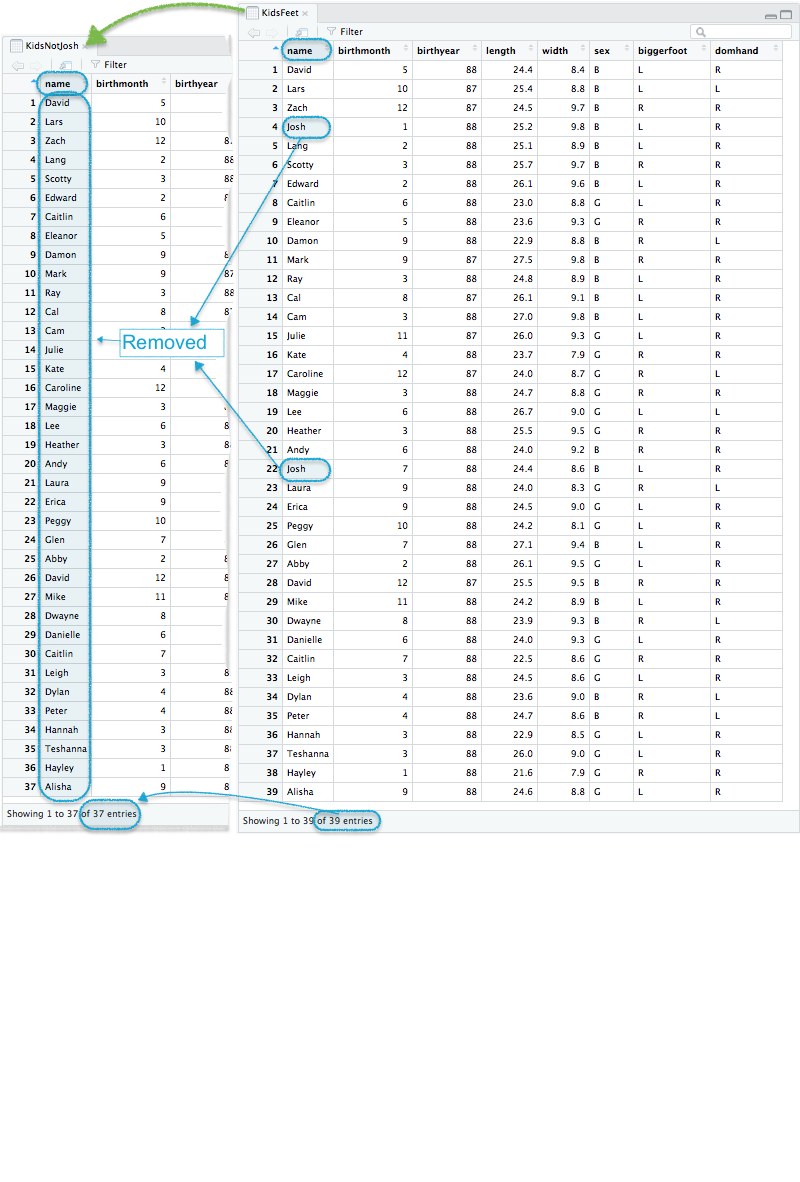 KidsNotJosh
Filter
name birthmonth birthyear
1 David 5
2 Lars 10
3 Zach 12 8
4 Lang 2 88
5 Scotty 3 88
6 Edward 2
7 Caitlin 6
8 Eleanor 5
9 Damon 9 8
10 Mark 9 87
11 Ray 3 88
12 Cal 8 87
13 Cam
14 Julie
15 Kate 4
16 Caroline 12
17 Maggie 3
18 Lee 6 8
19 Heather 3 8
20 Andy 6 8
21 Laura 9
22 Erica 9
23 Peggy 10
24 Glen 7
25 Abby 2 8
26 David 12 8
27 Mike 11 8
28 Dwayne 8
29 Danielle 6
30 Caitlin 7
31 Leigh 3 8
32 Dylan 4 88
33 Peter 4 88
34 Hannah 3 88
35 Teshanna 3 88
36 Hayley 1 8
37 Alisha 9 8
Showing 1 to 37 of 37 entries
Removed
KidsFeet
Filter
name birthmonth birthyear length width sex biggerfoot domhand
1 David 5 88 24.4 8.4 B L R
2 Lars 10 87 25.4 8.8 B L L
3 Zach 12 87 24.5 9.7 B R R
4 Josh 1 88 25.2 9.8 B L R
5 Lang 2 88 25.1 8.9 B L R
6 Scotty 3 88 25.7 9.7 B R R
7 Edward 2 88 26.1 9.6 B L R
8 Caitlin 6 88 23.0 8.8 G L R
9 Eleanor 5 88 23.6 9.3 G R R
10 Damon 9 88 22.9 8.8 B R L
11 Mark 9 87 27.5 9.8 B R R
12 Ray 3 88 24.8 8.9 B L R
13 Cal 8 87 26.1 9.1 B L R
14 Cam 3 88 27.0 9.8 B L R
15 Julie 11 87 26.0 9.3 G L R
16 Kate 4 88 23.7 7.9 G R R
17 Caroline 12 87 24.0 8.7 G R L
18 Maggie 3 88 24.7 8.8 G R R
19 Lee 6 88 26.7 9.0 G L L
20 Heather 3 88 25.5 9.5 G R R
21 Andy 6 88 24.0 9.2 B R R
22 Josh 7 88 24.4 8.6 B L R
23 Laura 9 88 24.0 8.3 G R L
24 Erica 9 88 24.5 9.0 G L R
25 Peggy 10 88 24.2 8.1 G L R
26 Glen 7 88 27.1 9.4 B L R
27 Abby 2 88 26.1 9.5 G L R
28 David 12 87 25.5 9.5 B R R
29 Mike 11 88 24.2 8.9 B L R
30 Dwayne 8 88 23.9 9.3 B R L
31 Danielle 6 88 24.0 9.3 G L R
32 Caitlin 7 88 22.5 8.6 G R R
33 Leigh 3 88 24.5 8.6 G L R
34 Dylan 4 88 23.6 9.0 B R L
35 Peter 4 88 24.7 8.6 B R L
36 Hannah 3 88 22.9 8.5 G L R
37 Teshanna 3 88 26.0 9.0 G L R
38 Hayley 1 88 21.6 7.9 G R R
39 Alisha 9 88 24.6 8.8 G L R
Showing 1 to 39 of 39 entries